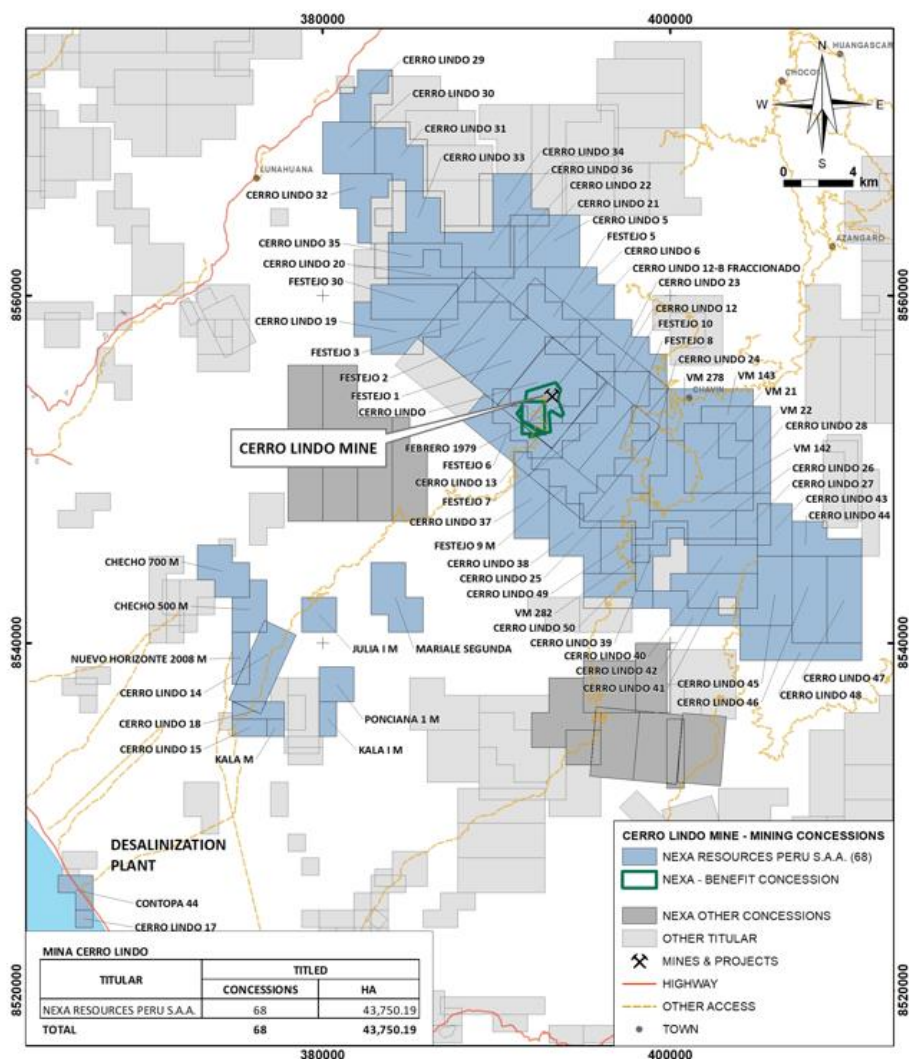 380000
400000
HUANGASCAR
CHOCOS
N
W
E
S
0
4
km
LUNAHUANA
AZANGARO
CERRO LINDO 29
CERRO LINDO 30
CERRO LINDO 31
CERRO LINDO 33
CERRO LINDO 34
CERRO LINDO 36
CERRO LINDO 32
CERRO LINDO 22
CERRO LINDO 21
CERRO LINDO 5
FESTEJO 5
CERRO LINDO 35
CERRO LINDO 6
CERRO LINDO 20
CERRO LINDO 12-B FRACCIONADO
FESTEJO 30
CERRO LINDO 23
8560000
8560000
CERRO LINDO 12
CERRO LINDO 19
FESTEJO 10
FESTEJO 8
FESTEJO 3
CERRO LINDO 24
FESTEJO 2
VM 278
VM 143
FESTEJO 1
CHAVIN
VM 21
CERRO LINDO
VM 22
CERRO LINDO 28
CERRO LINDO MINE
FEBRERO 1979
VM 142
FESTEJO 6
CERRO LINDO 26
CERRO LINDO 13
CERRO LINDO 27
FESTEJO 7
CERRO LINDO 43
CERRO LINDO 37
CERRO LINDO 44
FESTEJO 9 M
CERRO LINDO 38
CERRO LINDO 25
CERRO LINDO 49
VM 282
CERRO LINDO 50
CERRO LINDO 39
CERRO LINDO 40
CERRO LINDO 42
CERRO LINDO 41
CERRO LINDO 45
CERRO LINDO 46
CERRO LINDO 47
CERRO LINDO 48
CHECHO 700 M
CHECHO 500 M
JULIA I M
MARIALE SEGUNDA
8540000
8540000
NUEVO HORIZONTE 2008 M
CERRO LINDO 14
CERRO LINDO 18
PONCIANA 1 M
CERRO LINDO 15
KALA M
KALA I M
DESALINIZATION
PLANT
CONTOPA 44
CERRO LINDO 17
MINA CERRO LINDO
TITULAR
TITLED
CONCESSIONS
HA
NEXA RESOURCES PERU S.A.A.
68
43,750.19
TOTAL
68
43,750.19
CERRO LINDO MINE - MINING CONCESSIONS
NEXA RESOURCES PERU S.A.A. (68)
NEXA - BENEFIT CONCESSION
NEXA OTHER CONCESSIONS
OTHER TITULAR
MINES & PROJECTS
HIGHWAY
OTHER ACCESS
TOWN
8520000
8520000
380000
400000